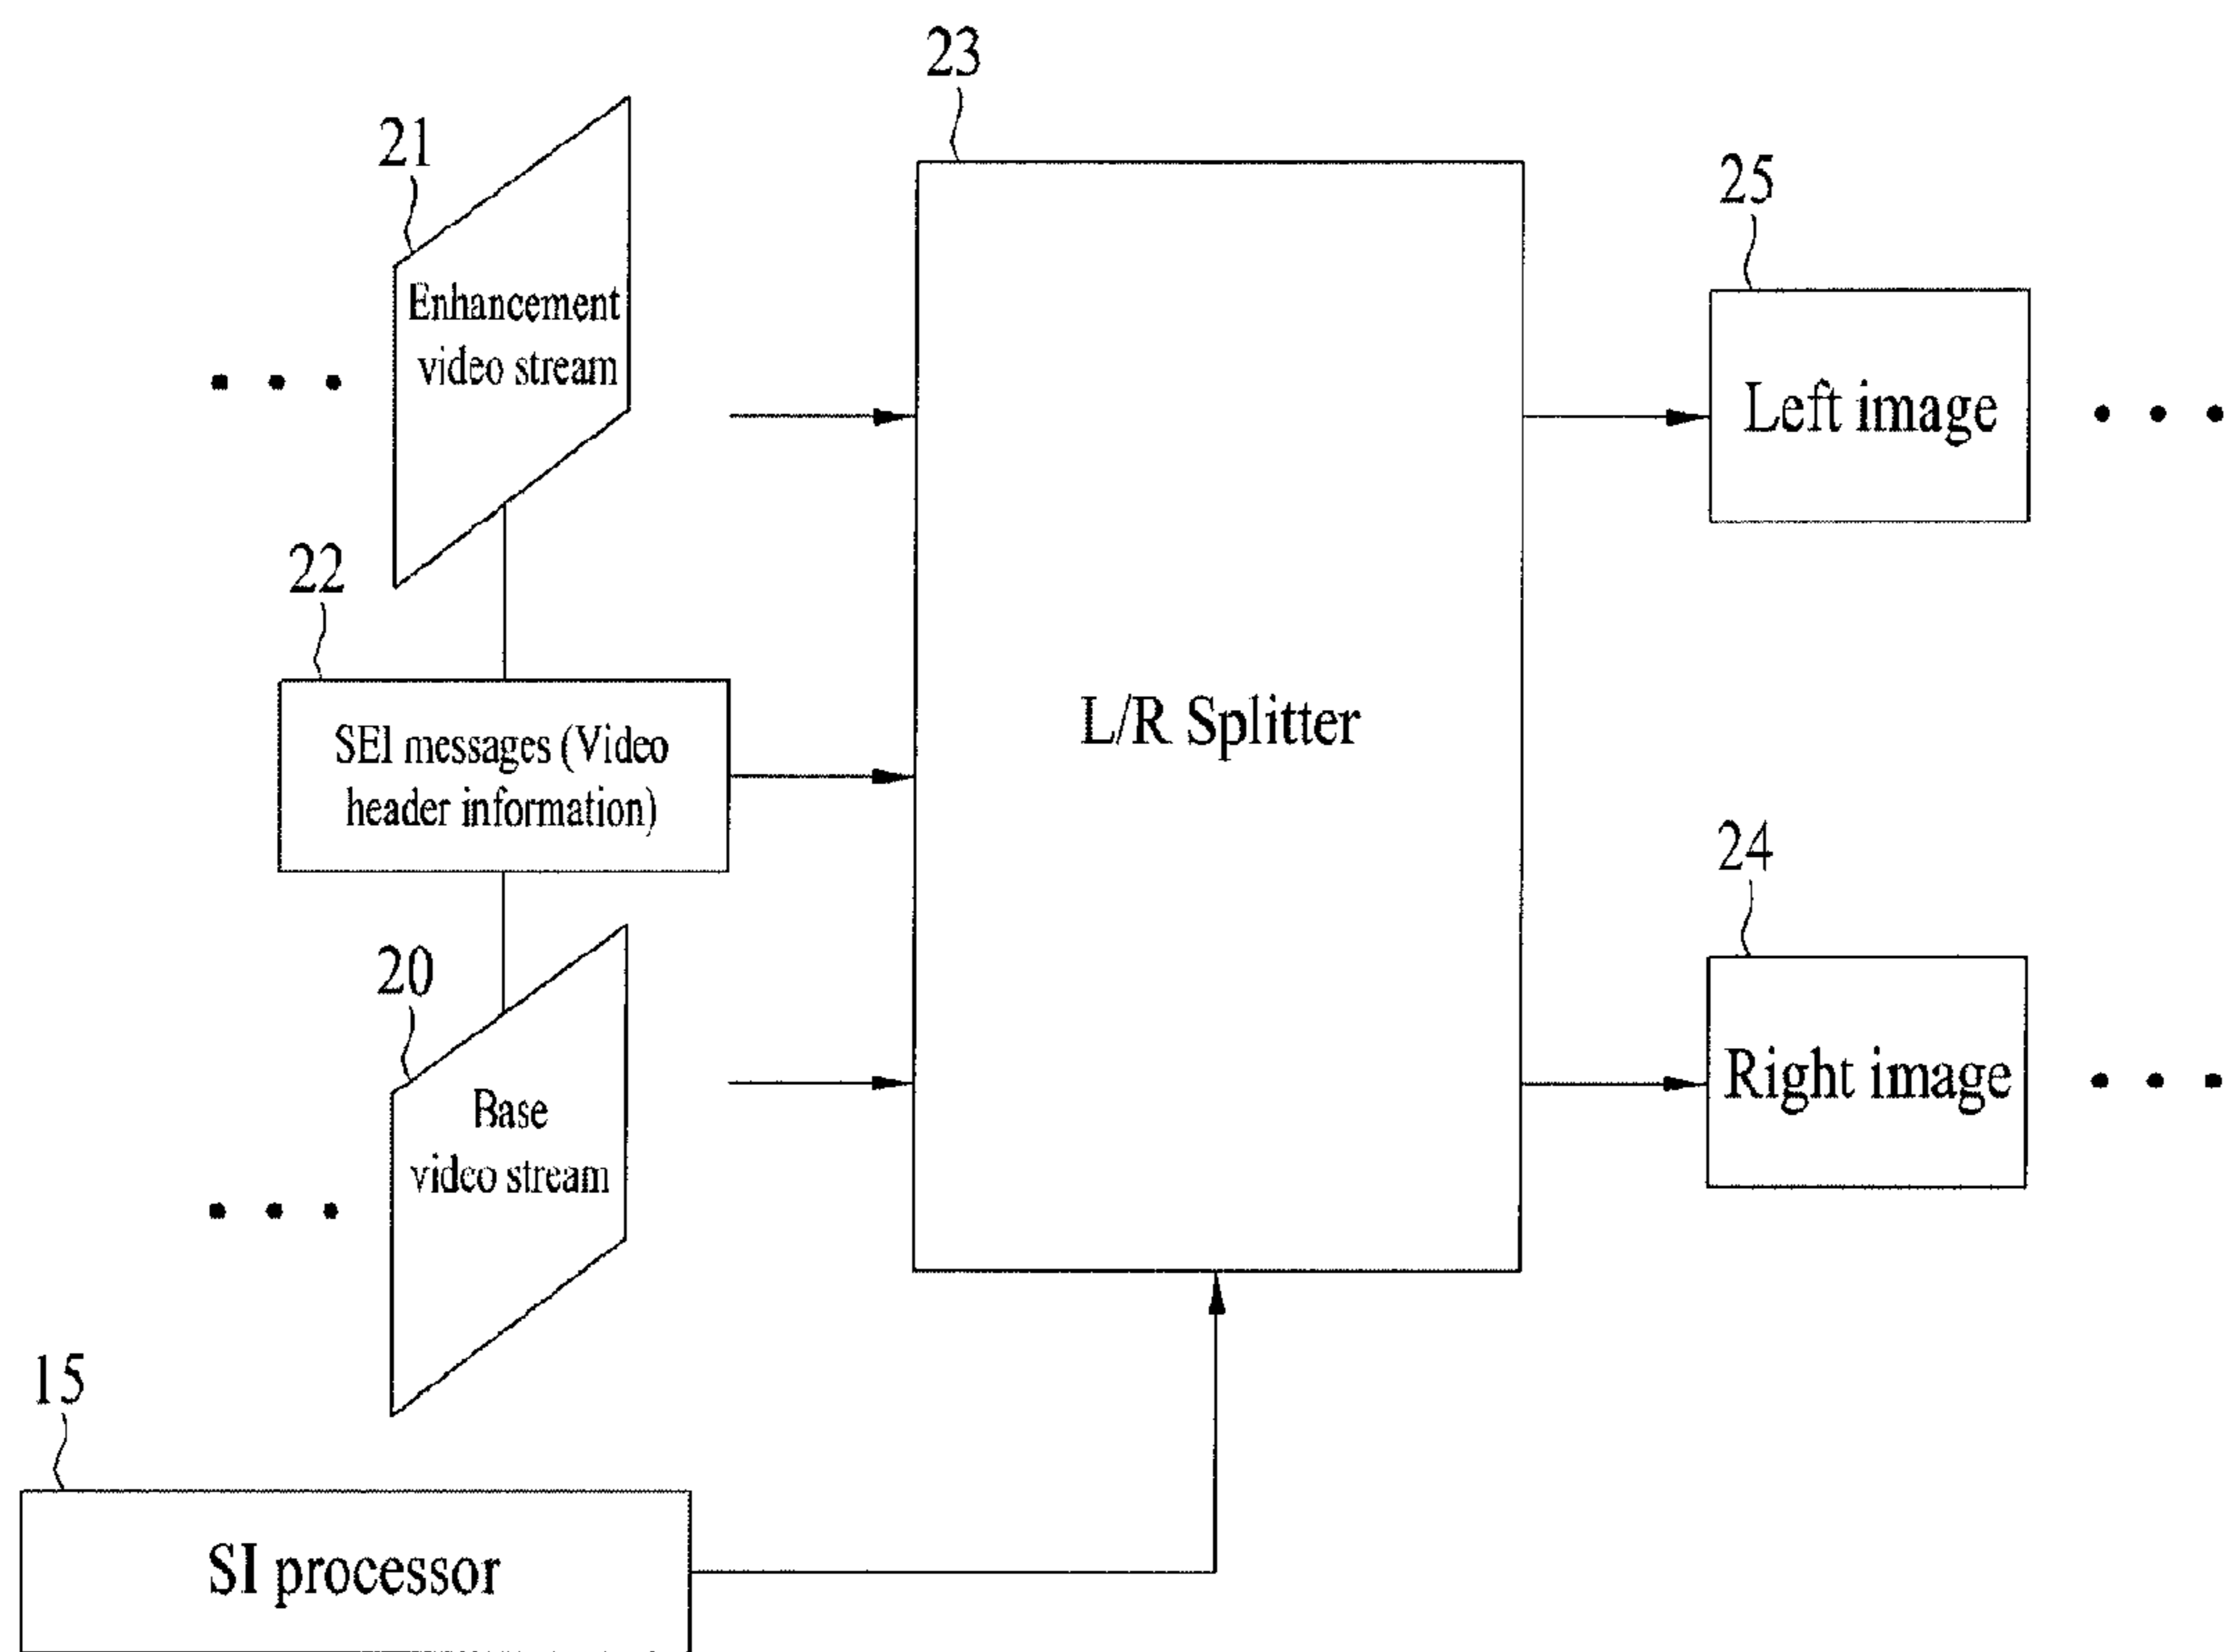 23
21
25
Enhancement
video stream
Left image
22
SEI messages (Video
header information)
L/R Splitter
24
20
Right image
Base
video stream
15
SI processor